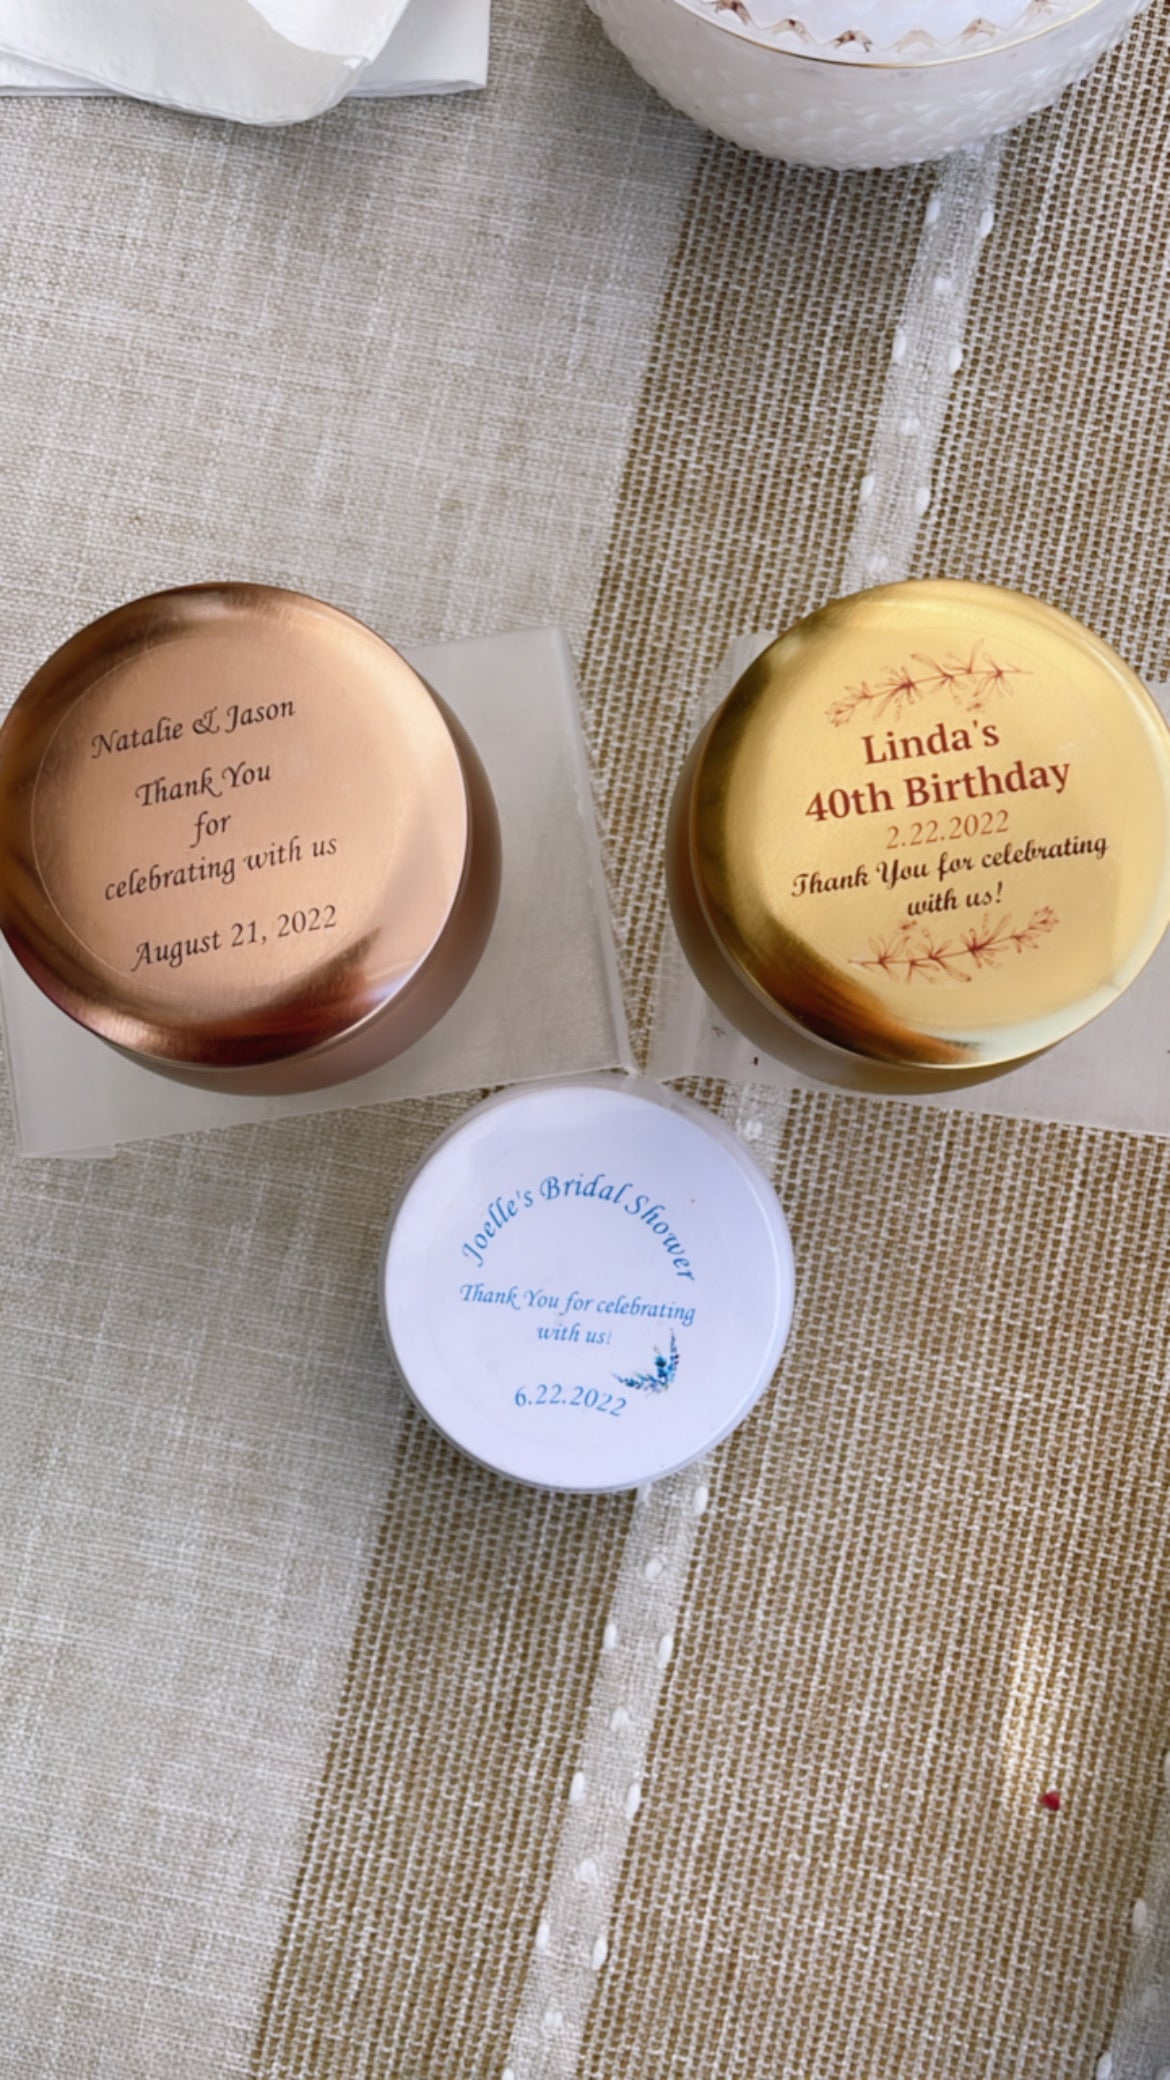 Natalie & Jason
Thank You
for
celebrating with us
August 21, 2022
Linda's
40th Birthday
2.22.2022
Thank You for celebrating
with us!
Joelle's Bridal Shower
Thank You for celebrating
with us!
6.22.2022